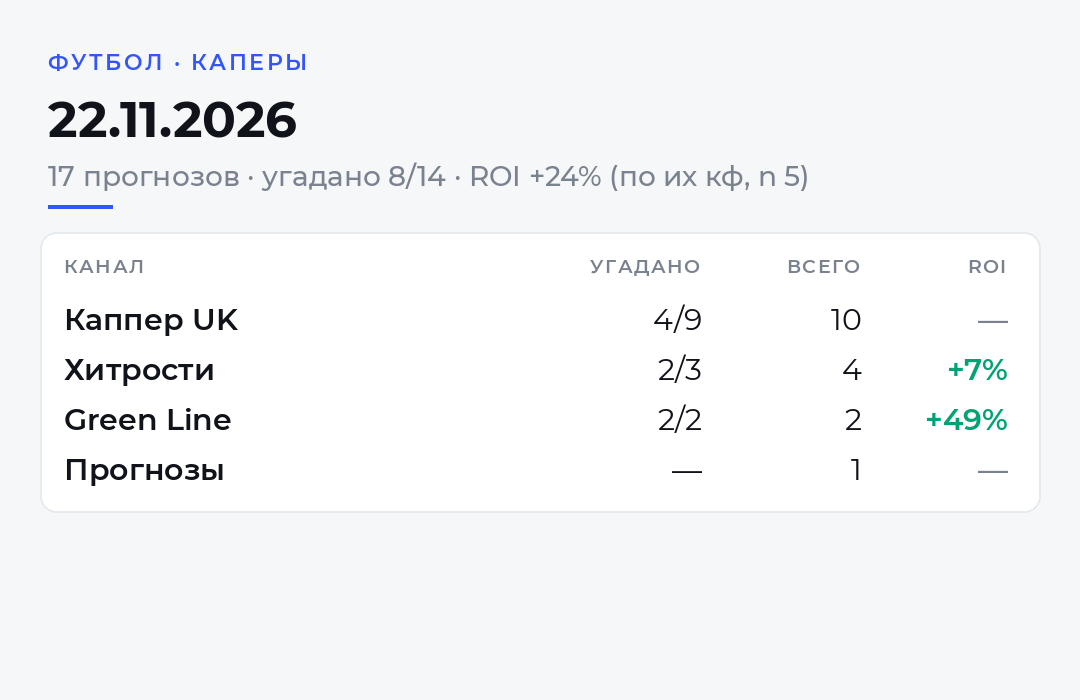 ФУТБОЛ · КАПЕРЫ
22.11.2026
17 прогнозов · угадано 8/14 · ROI +24% (по их кф, n 5)
КАНАЛ УГАДАНО ВСЕГО ROI
Каппер UK 4/9 10 —
Хитрости 2/3 4 +7%
Green Line 2/2 2 +49%
Прогнозы — 1 —